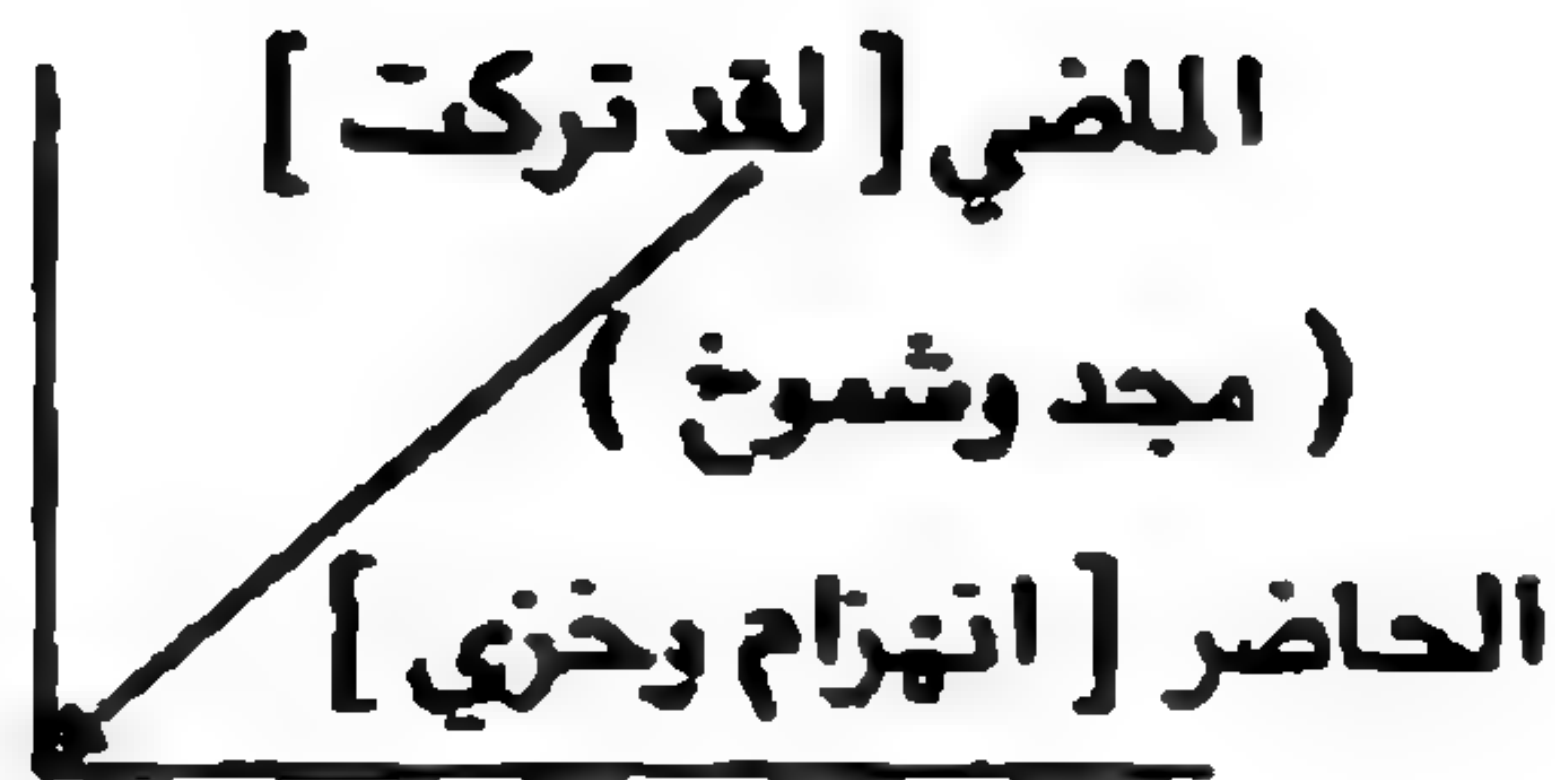 الماضي [ لقد تركت ]
( مجد وشموخ )
الحاضر [ انهزام وخزي ]